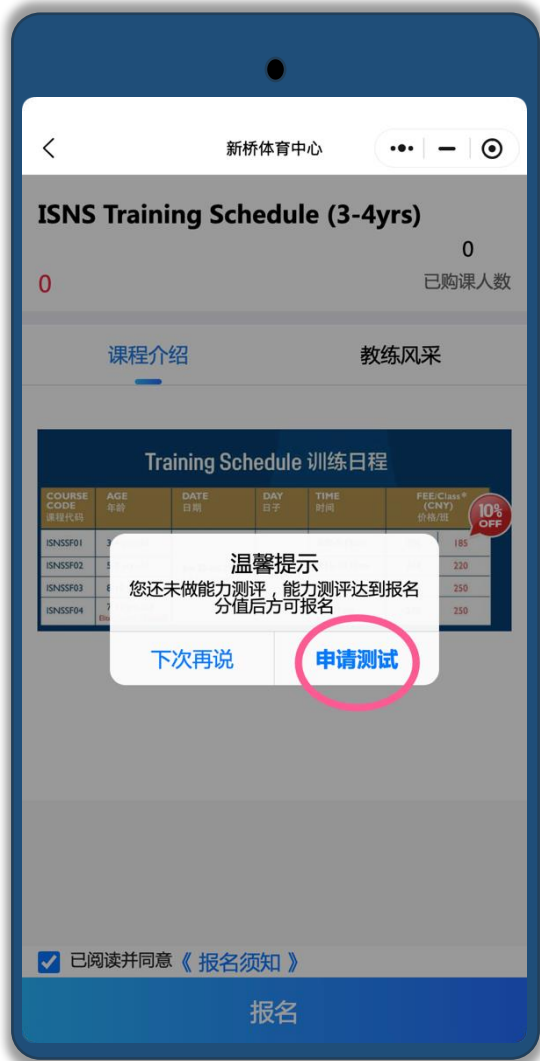 新桥体育中心
ISNS Training Schedule (3-4yrs)
0
0
已购课人数
课程介绍
教练风采
Training Schedule 训练日程
COURSE CODE 课程代码
AGE 年龄
DATE 日期
DAY 日子
TIME 时间
FEE/Class* (CNY) 价格/班
10% OFF
ISNSSF01
185
ISNSSF02
220
ISNSSF03
250
ISNSSF04
250
温馨提示
您还未做能力测评，能力测评达到报名
分值后方可报名
下次再说
申请测试
已阅读并同意《 报名须知 》
报名